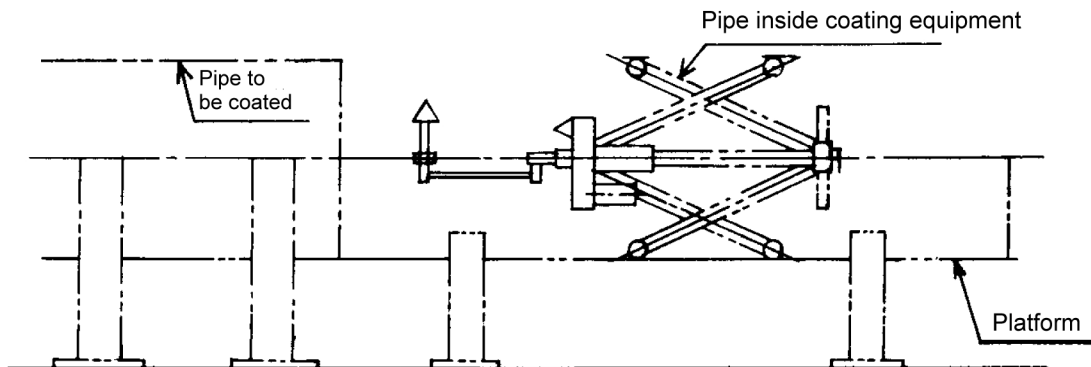 Pipe inside coating equipment
Pipe to
be coated
Platform